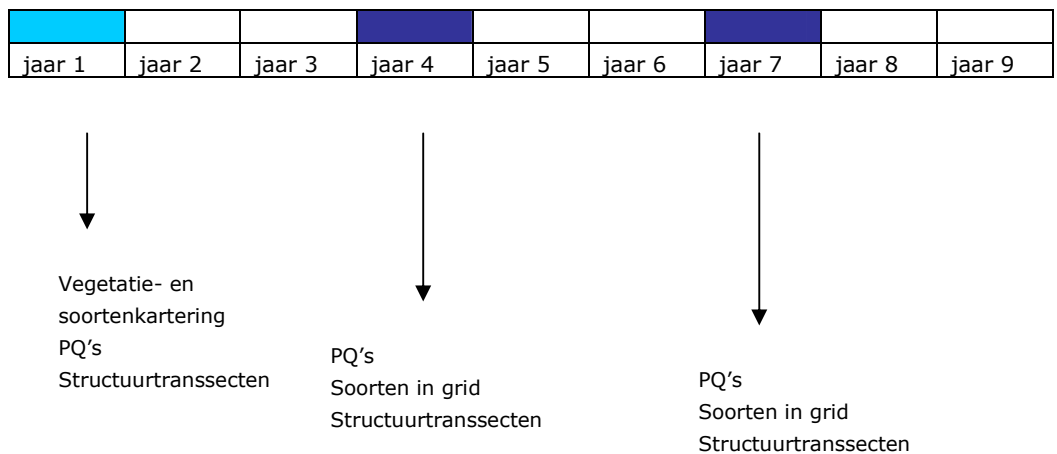 jaar 1 jaar 2 jaar 3 jaar 4 jaar 5 jaar 6 jaar 7 jaar 8 jaar 9
Vegetatie- en
soortenkartering
PQ’s
Structuurtranssecten
PQ’s
Soorten in grid
Structuurtranssecten
PQ’s
Soorten in grid
Structuurtranssecten